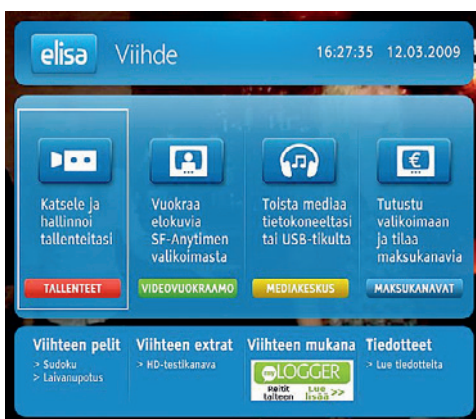 elisa Viihde 16:27:35 12.03.2009
Katsele ja
hallinnoi
tallenteitasi
TALLENTEET
Vuokraa
elokuvia
SF-Anytimen
valikoimasta
VIDEOVUOKRAAMO
Toista mediaa
tietokoneeltasi
tai USB-tikulta
MEDIAKESKUS
Tutustu
valikoimaan
ja tilaa
maksukanavia
MAKSUKANAVAT
Viihteen pelit
> Sudoku
> Laivanupotus
Viihteen extrat
> HD-testikanava
Viihteen mukana
myLOGGER
Reitit
talteen
Lue
lisää >>
Tiedotteet
> Lue tiedotteita